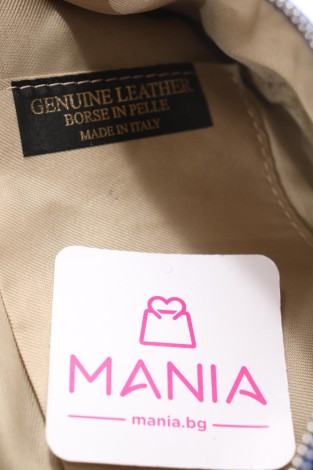 GENUINE LEATHER
BORSE IN PELLE
MADE IN ITALY
MANIA
mania.bg